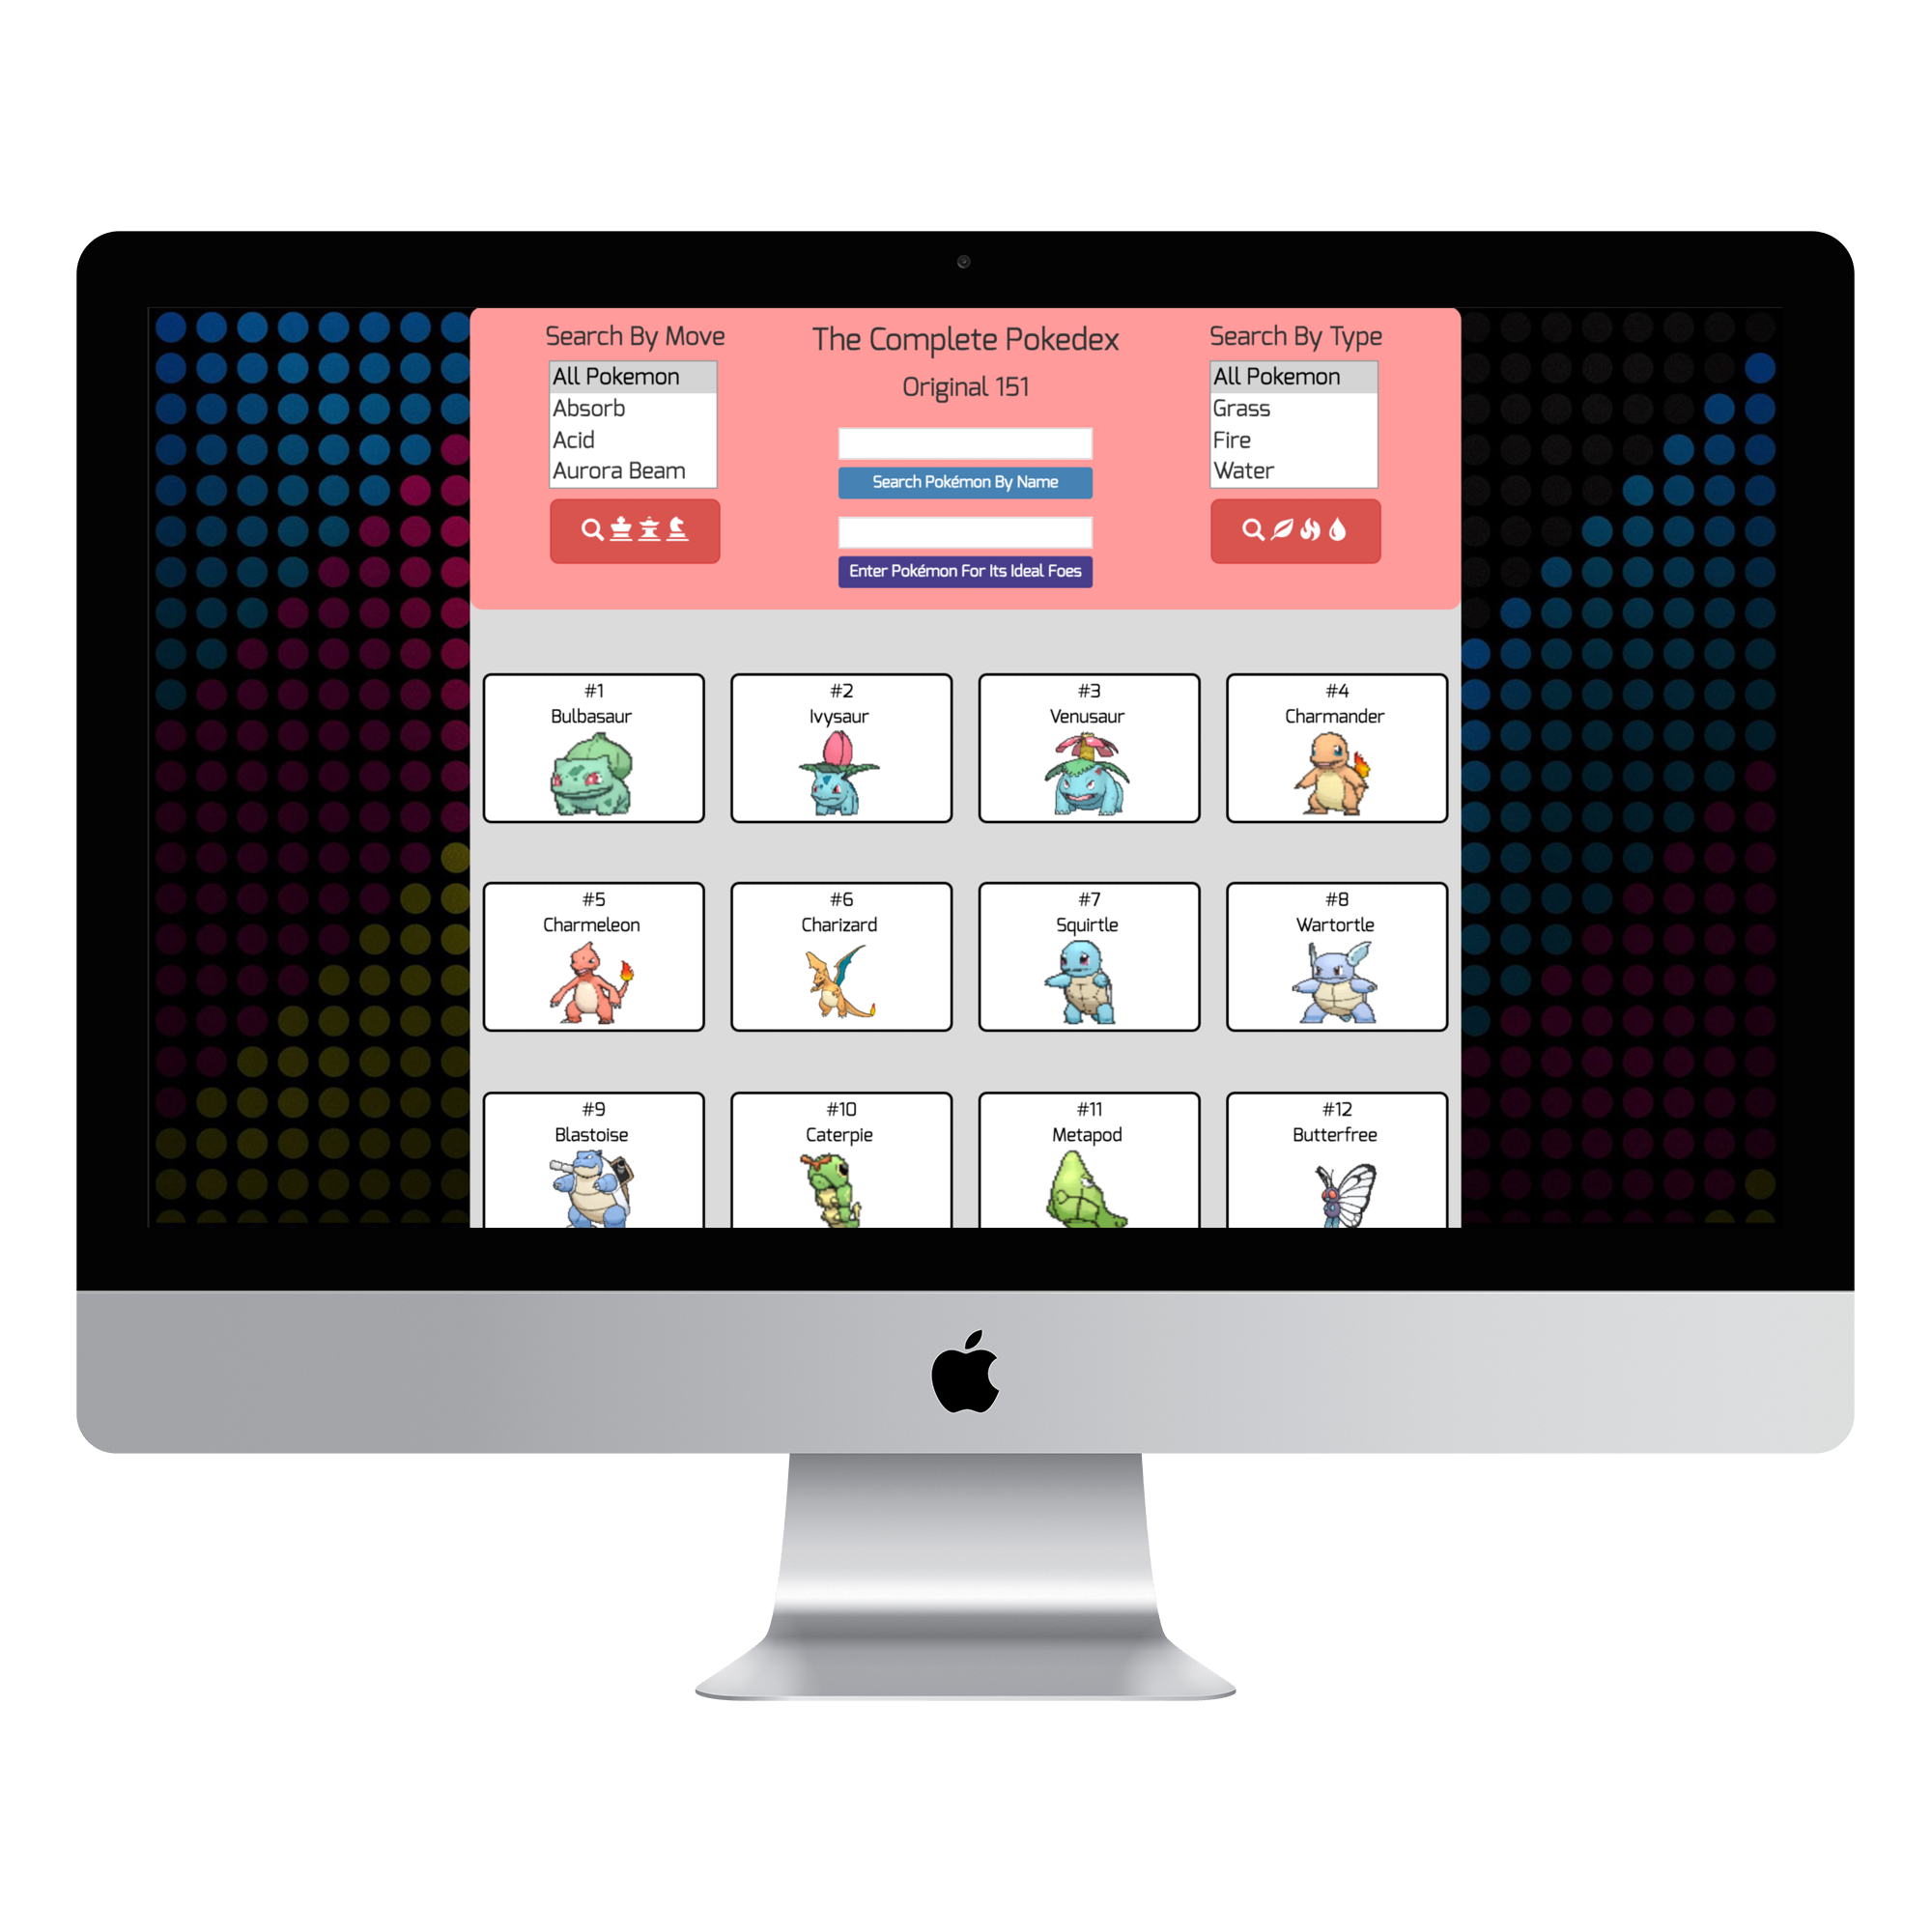 Search By Move
All Pokemon
Absorb
Acid
Aurora Beam
The Complete Pokedex
Original 151
Search Pokémon By Name
Enter Pokémon For Its Ideal Foes
Search By Type
All Pokemon
Grass
Fire
Water
#1
Bulbasaur
#2
Ivysaur
#3
Venusaur
#4
Charmander
#5
Charmeleon
#6
Charizard
#7
Squirtle
#8
Wartortle
#9
Blastoise
#10
Caterpie
#11
Metapod
#12
Butterfree